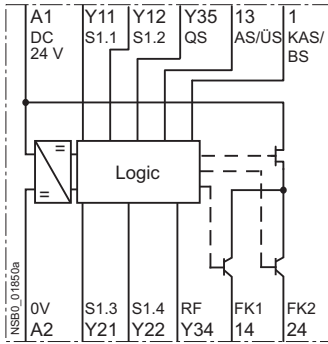 A1 Y11 Y12 Y35 13 1
DC S1.1 S1.2 QS AS/ÜS KAS/
24 V BS
= =
Logic
NSB0_01850a
0V S1.3 S1.4 RF FK1 FK2
A2 Y21 Y22 Y34 14 24